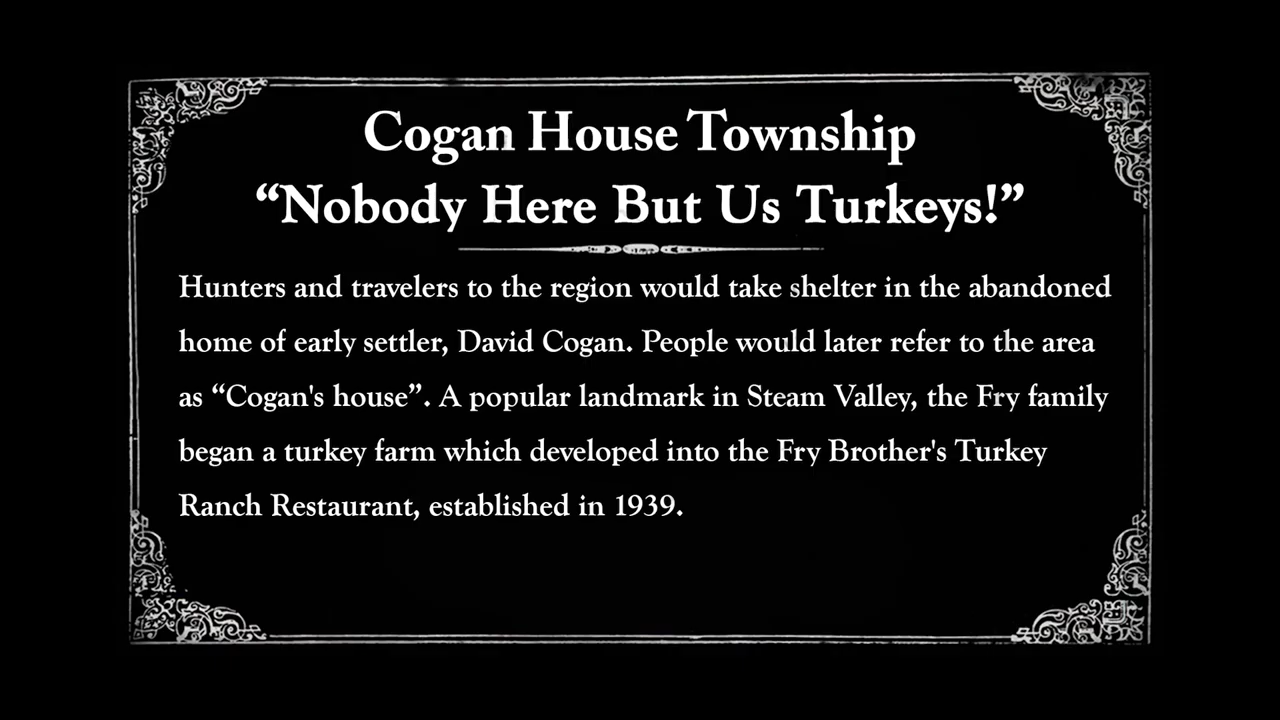 Cogan House Township
“Nobody Here But Us Turkeys!”
Hunters and travelers to the region would take shelter in the abandoned
home of early settler, David Cogan. People would later refer to the area
as “Cogan's house”. A popular landmark in Steam Valley, the Fry family
began a turkey farm which developed into the Fry Brother's Turkey
Ranch Restaurant, established in 1939.